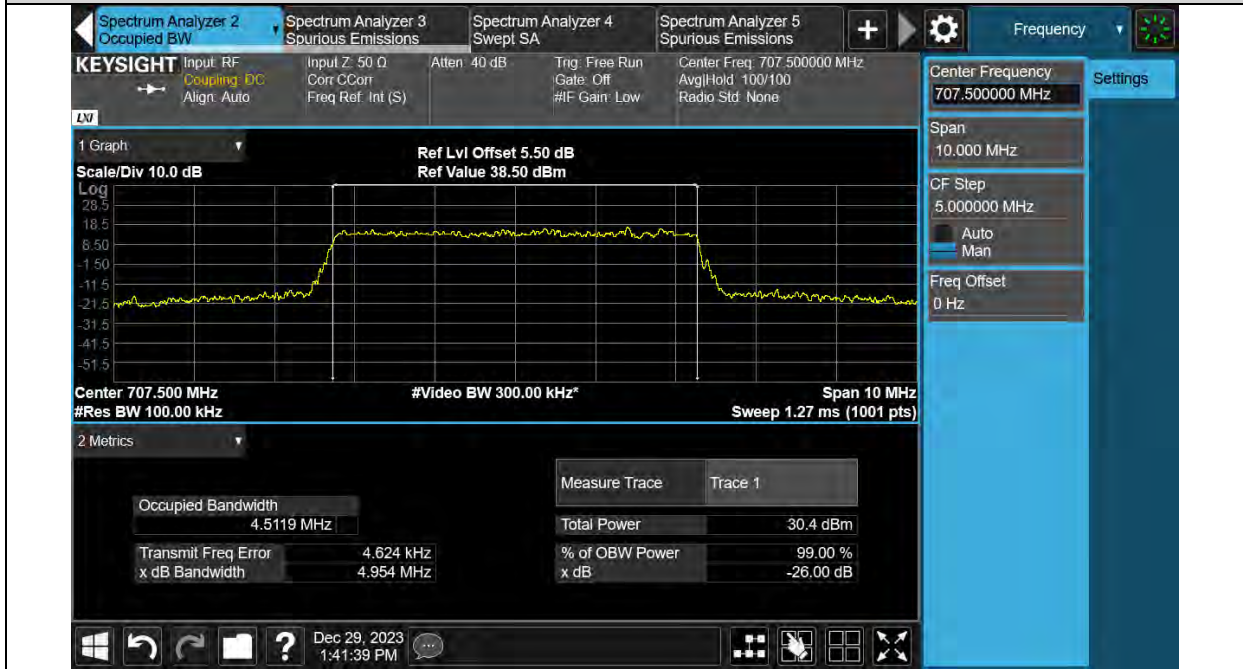 Spectrum Analyzer 2
Occupied BW
Spectrum Analyzer 3
Spurious Emissions
Spectrum Analyzer 4
Swept SA
Spectrum Analyzer 5
Spurious Emissions
+
Frequency
KEYSIGHT
Input: RF
Coupling: DC
Align: Auto
Input Z: 50 Ω
Corr CCorr
Freq Ref: Int (S)
Atten: 40 dB
Trig: Free Run
Gate: Off
#IF Gain: Low
Center Freq: 707.500000 MHz
Avg|Hold: 100/100
Radio Std: None
LXI
Center Frequency
707.500000 MHz
Settings
Span
10.000 MHz
CF Step
5.000000 MHz
Auto
Man
Freq Offset
0 Hz
1 Graph
Scale/Div 10.0 dB
Ref Lvl Offset 5.50 dB
Ref Value 38.50 dBm
Log
28.5
18.5
8.50
-1.50
-11.5
-21.5
-31.5
-41.5
-51.5
Center 707.500 MHz
#Video BW 300.00 kHz*
Span 10 MHz
#Res BW 100.00 kHz
Sweep 1.27 ms (1001 pts)
2 Metrics
Measure Trace
Trace 1
Occupied Bandwidth
4.5119 MHz
Total Power
30.4 dBm
Transmit Freq Error
4.624 kHz
% of OBW Power
99.00 %
x dB Bandwidth
4.954 MHz
x dB
-26.00 dB
?
Dec 29, 2023
1:41:39 PM